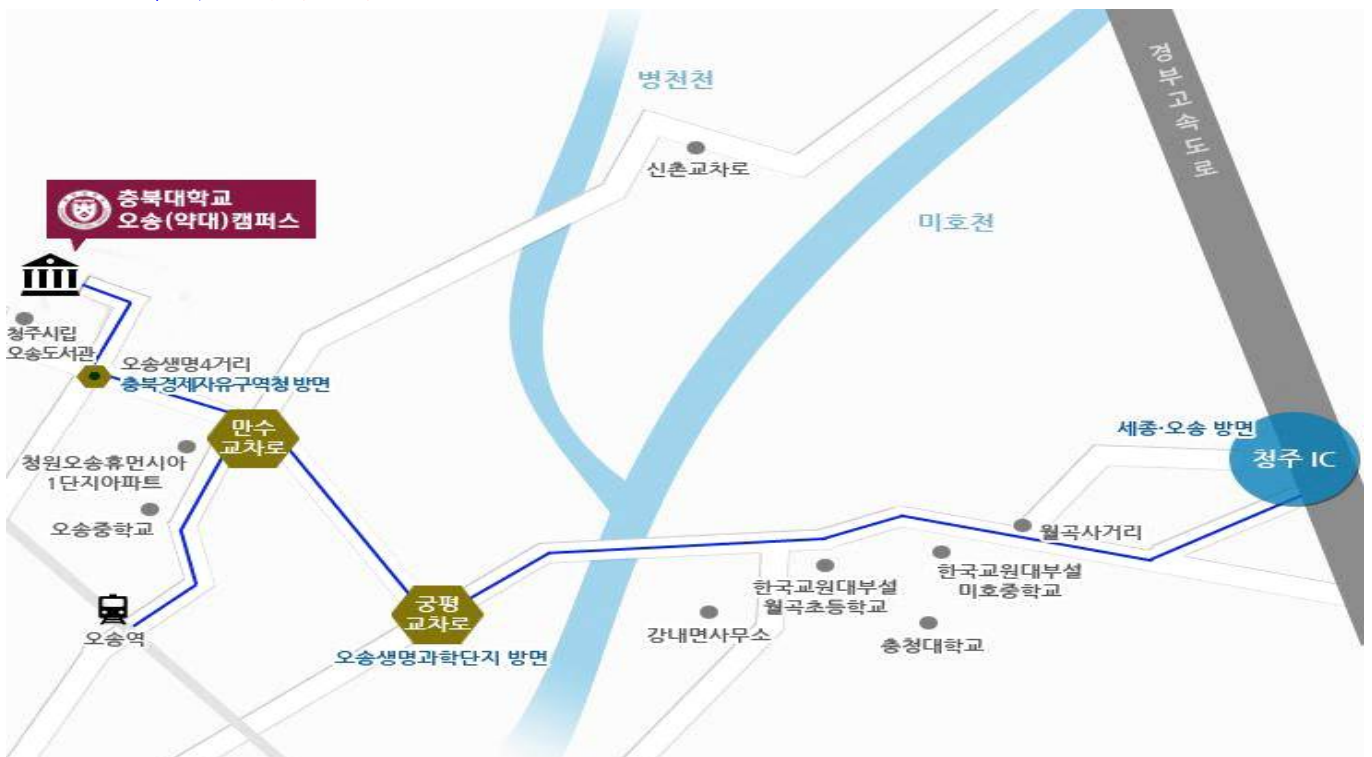 경부고속도로
병천천
신촌교차로
미호천
충북대학교
오송(약대)캠퍼스
청주시립
오송도서관
오송생명4거리
충북경제자유구역청 방면
만수
교차로
청원오송휴먼시아
1단지아파트
오송중학교
오송역
궁평
교차로
오송생명과학단지 방면
세종·오송 방면
청주 IC
월곡사거리
한국교원대부설
미호중학교
한국교원대부설
월곡초등학교
강내면사무소
충청대학교